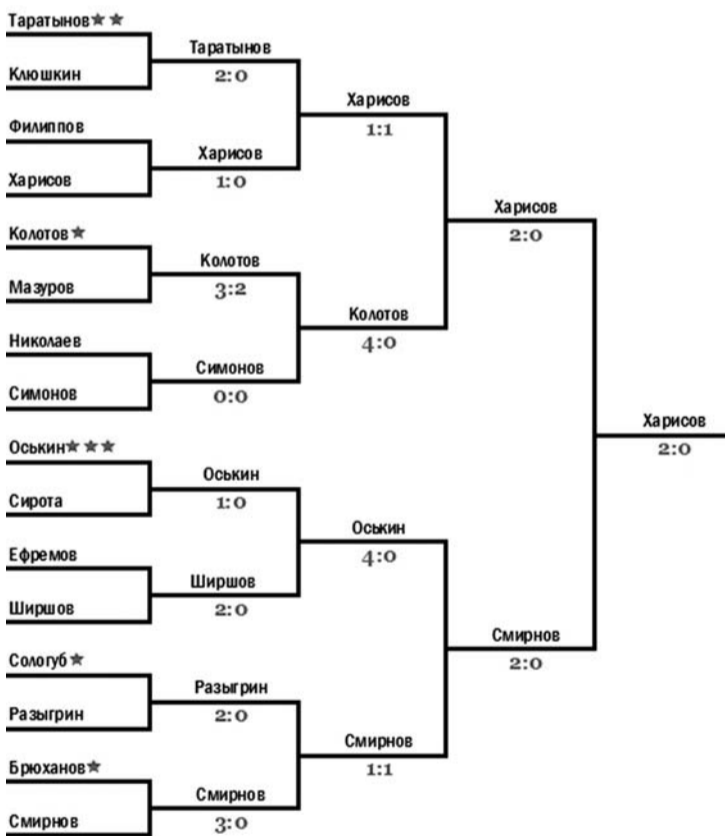 Таратынов★★
Клюшкин
Филиппов
Харисов
Колотов★
Мазуров
Николаев
Симонов
Оськин★★★
Сирота
Ефремов
Ширшов
Сологуб★
Разыгрин
Брюханов★
Смирнов
Таратынов
2:0
Харисов
1:0
Колотов
3:2
Симонов
0:0
Оськин
1:0
Ширшов
2:0
Разыгрин
2:0
Смирнов
3:0
Харисов
1:1
Колотов
4:0
Оськин
4:0
Смирнов
1:1
Харисов
2:0
Смирнов
2:0
Харисов
2:0